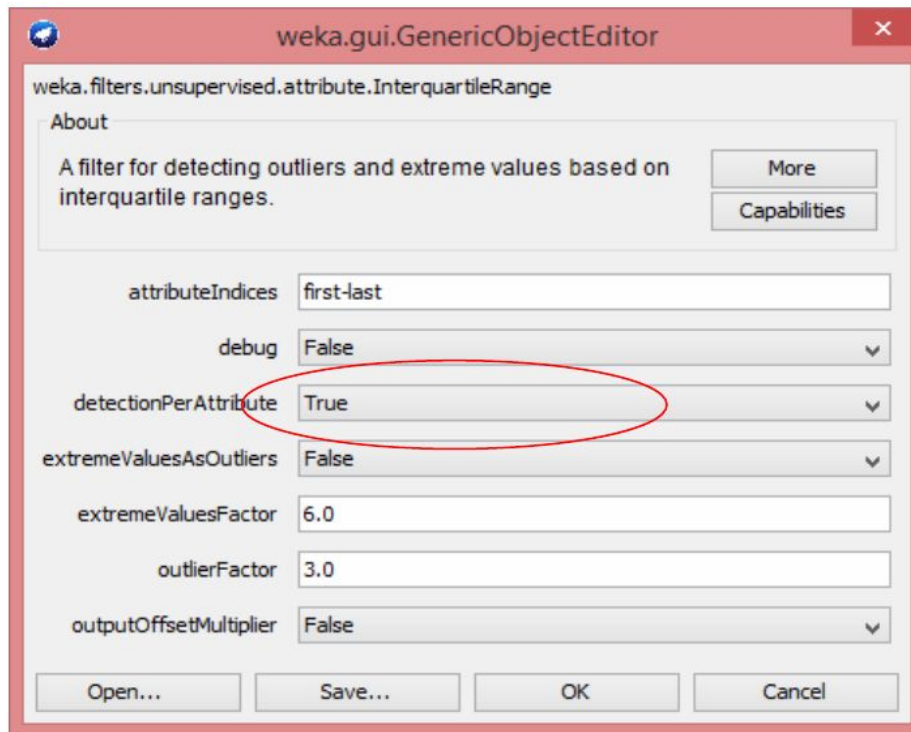 weka.gui.GenericObjectEditor
weka.filters.unsupervised.attribute.InterquartileRange
About
A filter for detecting outliers and extreme values based on
interquartile ranges.
More
Capabilities
attributeIndices first-last
debug False
detectionPerAttribute True
extremeValuesAsOutliers False
extremeValuesFactor 6.0
outlierFactor 3.0
outputOffsetMultiplier False
Open... Save... OK Cancel